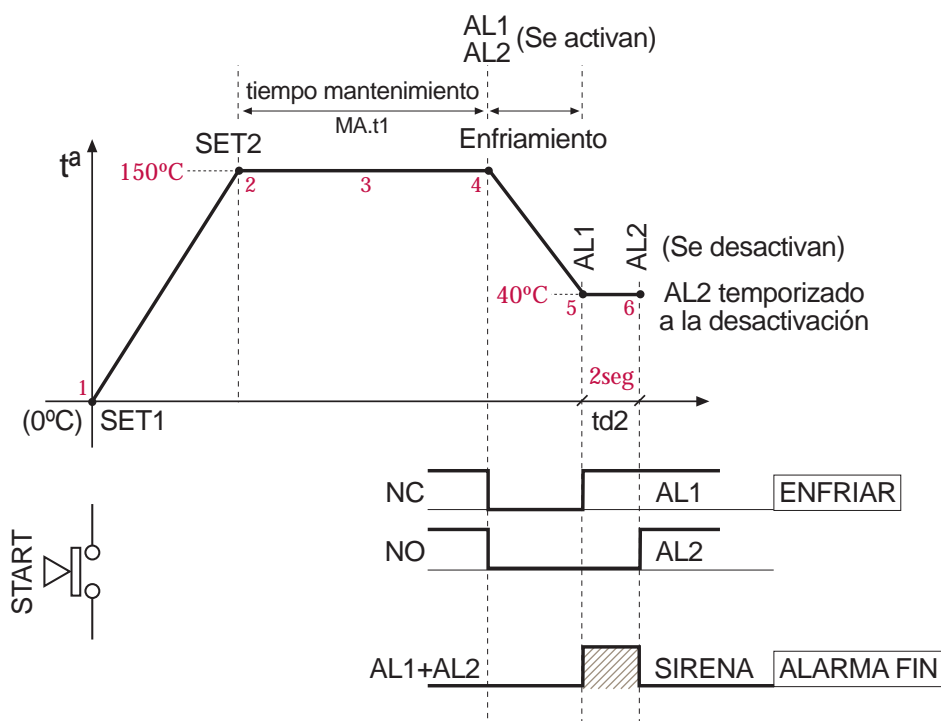 AL1
AL2 (Se activan)
tiempo mantenimiento
MA.t1
SET2
Enfriamiento
tª
150ºC
2
3
4
AL1
AL2
(Se desactivan)
40ºC
5
6
AL2 temporizado
a la desactivación
1
2seg
(0ºC)
SET1
td2
NC
AL1
ENFRIAR
NO
AL2
START
AL1+AL2
SIRENA
ALARMA FIN